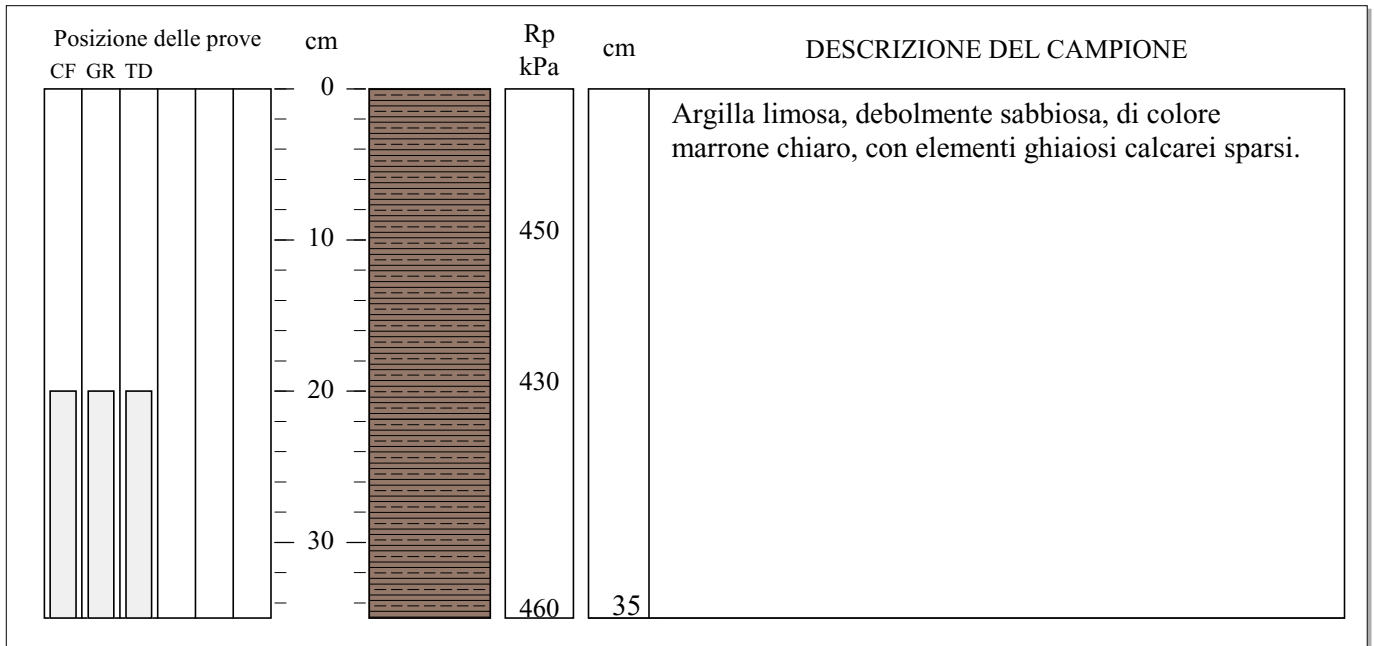 Posizione delle prove
CF GR TD
cm
Rp
kPa
cm
DESCRIZIONE DEL CAMPIONE
0
10
20
30
450
430
460
35
Argilla limosa, debolmente sabbiosa, di colore
marrone chiaro, con elementi ghiaiosi calcarei sparsi.